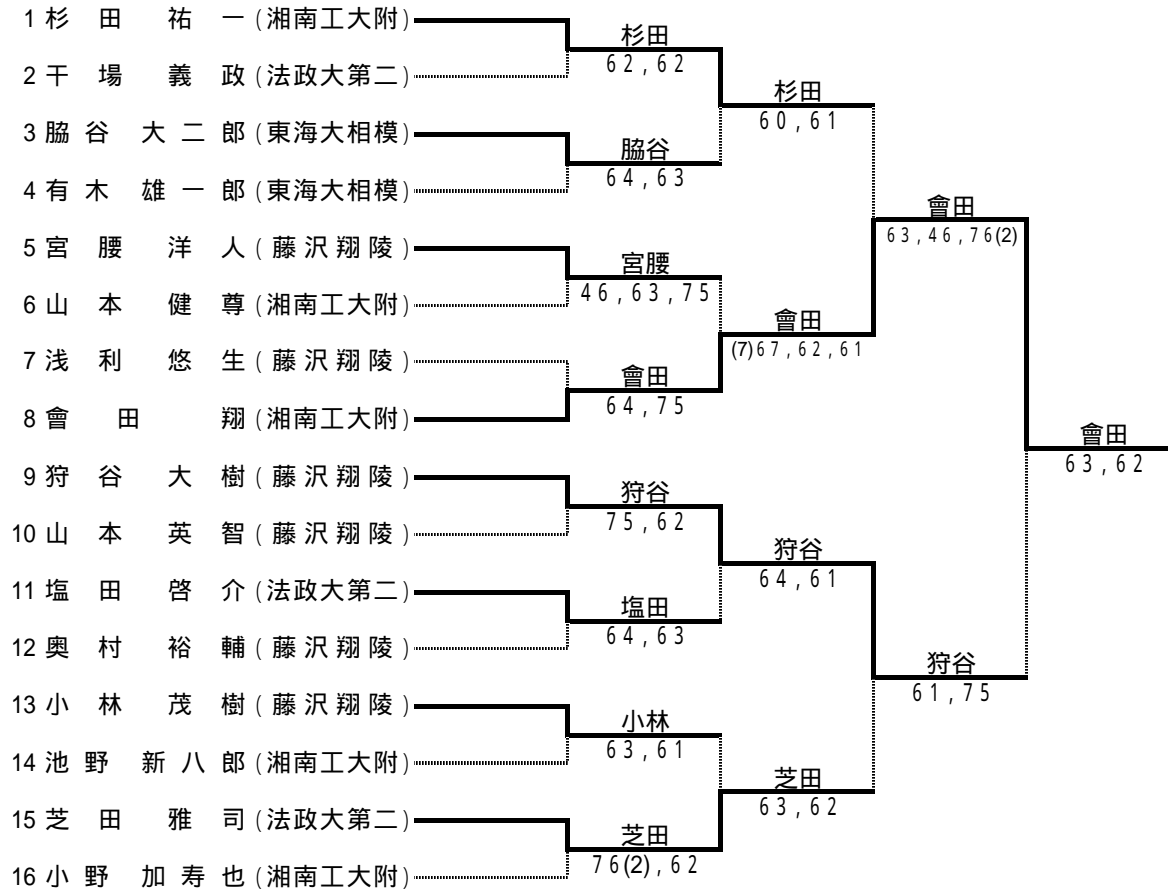 1 杉田 祐一 (湘南工大附)
2 干場 義政 (法政大第二)
3 脇谷 大二郎 (東海大相模)
4 有木 雄一郎 (東海大相模)
5 宮腰 洋人 (藤沢翔陵)
6 山本 健尊 (湘南工大附)
7 浅利 悠生 (藤沢翔陵)
8 會田 翔 (湘南工大附)
9 狩谷 大樹 (藤沢翔陵)
10 山本 英智 (藤沢翔陵)
11 塩田 啓介 (法政大第二)
12 奥村 裕輔 (藤沢翔陵)
13 小林 茂樹 (藤沢翔陵)
14 池野 新八郎 (湘南工大附)
15 芝田 雅司 (法政大第二)
16 小野 加寿也 (湘南工大附)
杉田
62,62
脇谷
64,63
宮腰
46,63,75
會田
64,75
狩谷
75,62
塩田
64,63
小林
63,61
芝田
76(2),62
杉田
60,61
會田
(7)67,62,61
狩谷
64,61
芝田
63,62
會田
63,46,76(2)
狩谷
61,75
會田
63,62